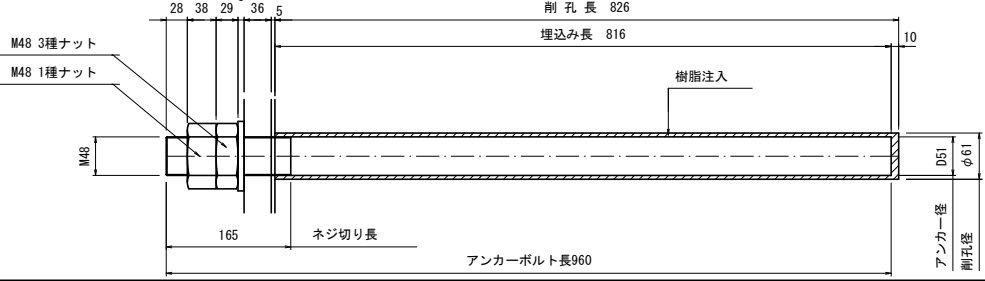 削孔長 826
28 38 29 36 5
埋込み長 816
10
M48 3種ナット
M48 1種ナット
樹脂注入
M48
D51
φ61
165
ネジ切り長
アンカー径
削孔径
アンカーボルト長960